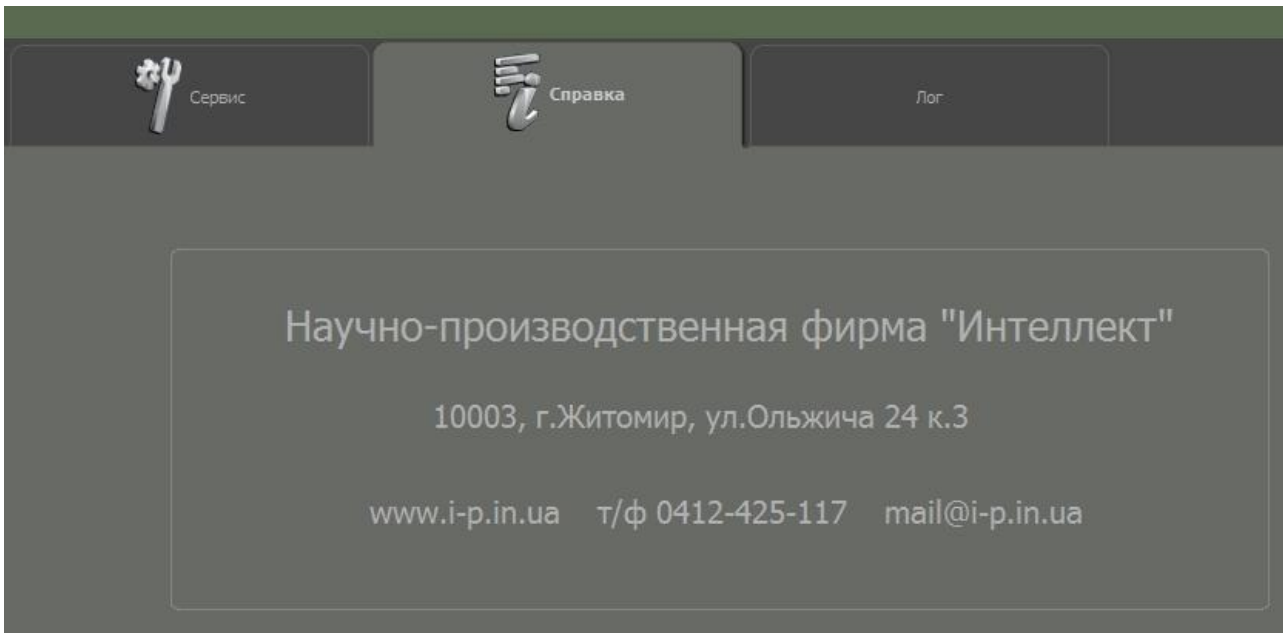 Сервис
Справка
Лог
Научно-производственная фирма "Интеллект"
10003, г.Житомир, ул.Ольжича 24 к.3
www.i-p.in.ua т/ф 0412-425-117 mail@i-p.in.ua